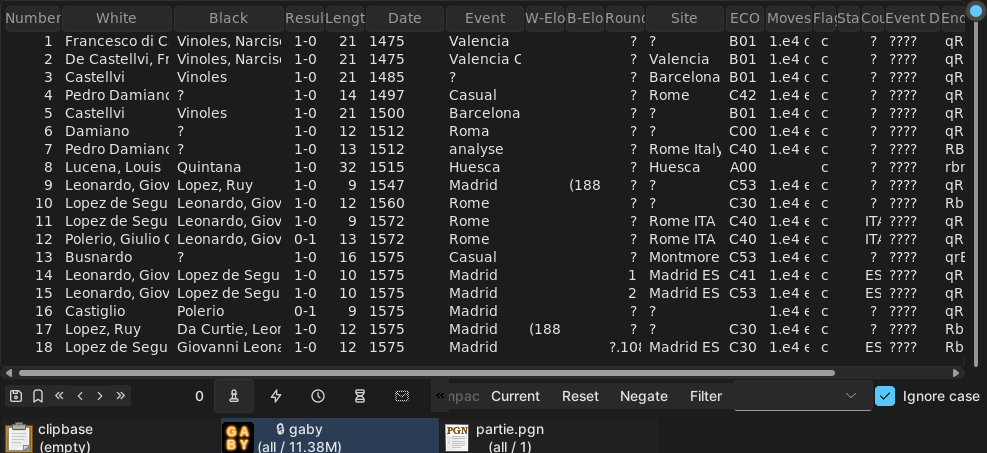 Number White Black Resul Lengt Date Event W-Elo B-Elo Round Site ECO Moves Flag Sta Cou Event D End
1 Francesco di C Vinoles, Narcis 1-0 21 1475 Valencia ? ? B01 1.e4 c c ? ???? qR
2 De Castellvi, Fr Vinoles, Narcis 1-0 21 1475 Valencia C ? Valencia B01 1.e4 c c ? ???? qR
3 Castellvi Vinoles 1-0 21 1485 ? ? Barcelona B01 1.e4 c c ? ???? qR
4 Pedro Damiano ? 1-0 14 1497 Casual ? Rome C42 1.e4 e c ? ???? qR
5 Castellvi Vinoles 1-0 21 1500 Barcelona ? ? B01 1.e4 c c ? ???? qR
6 Damiano ? 1-0 12 1512 Roma ? ? C00 1.e4 e c ? ???? qR
7 Pedro Damiano ? 1-0 13 1512 analyse ? Rome Italy C40 1.e4 e c ? ???? RB
8 Lucena, Louis Quintana 1-0 32 1515 Huesca ? Huesca A00 c ? ???? rbr
9 Leonardo, Giov Lopez, Ruy 1-0 9 1547 Madrid (188 ? ? C53 1.e4 e c ? ???? qR
10 Lopez de Segu Leonardo, Giov 1-0 12 1560 Rome ? ? C30 1.e4 e c ? ???? Rb
11 Lopez de Segu Leonardo, Giov 1-0 9 1572 Rome ? Rome ITA C40 1.e4 e c ITA ???? qR
12 Polerio, Giulio C Leonardo, Giov 0-1 13 1572 Rome ? Rome ITA C40 1.e4 e c ITA ???? qR
13 Busnardo ? 1-0 16 1575 Casual ? Montmore C53 1.e4 e c ? ???? qrB
14 Leonardo, Giov Lopez de Segu 1-0 10 1575 Madrid 1 Madrid ES C41 1.e4 e c ES ???? qR
15 Leonardo, Giov Lopez de Segu 1-0 10 1575 Madrid 2 Madrid ES C53 1.e4 e c ES ???? qR
16 Castiglio Polerio 0-1 9 1575 Madrid ? ? 1.e4 e c ? ???? qR
17 Lopez, Ruy Da Curtie, Leor 1-0 12 1575 Madrid (188 ? ? C30 1.e4 e c ? ???? Rb
18 Lopez de Segu Giovanni Leona 1-0 12 1575 Madrid ?.108 Madrid ES C30 1.e4 e c ES ???? Rb
0 mpac Current Reset Negate Filter Ignore case
clipbase
(empty)
GABY
gaby
(all / 11.38M)
PGN
partie.pgn
(all / 1)